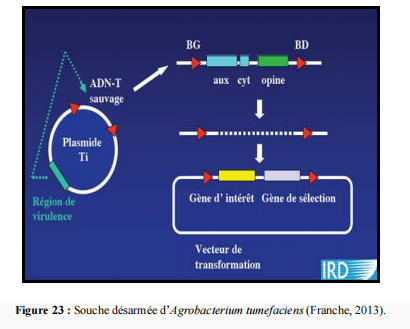 BG
BD
ADN-T
sauvage
aux cyt opine
Plasmide
Ti
Région de
virulence
Gène d' intérêt Gène de sélection
Vecteur de
transformation
IRD
Figure 23 : Souche désarmée d'Agrobacterium tumefaciens (Franche, 2013).